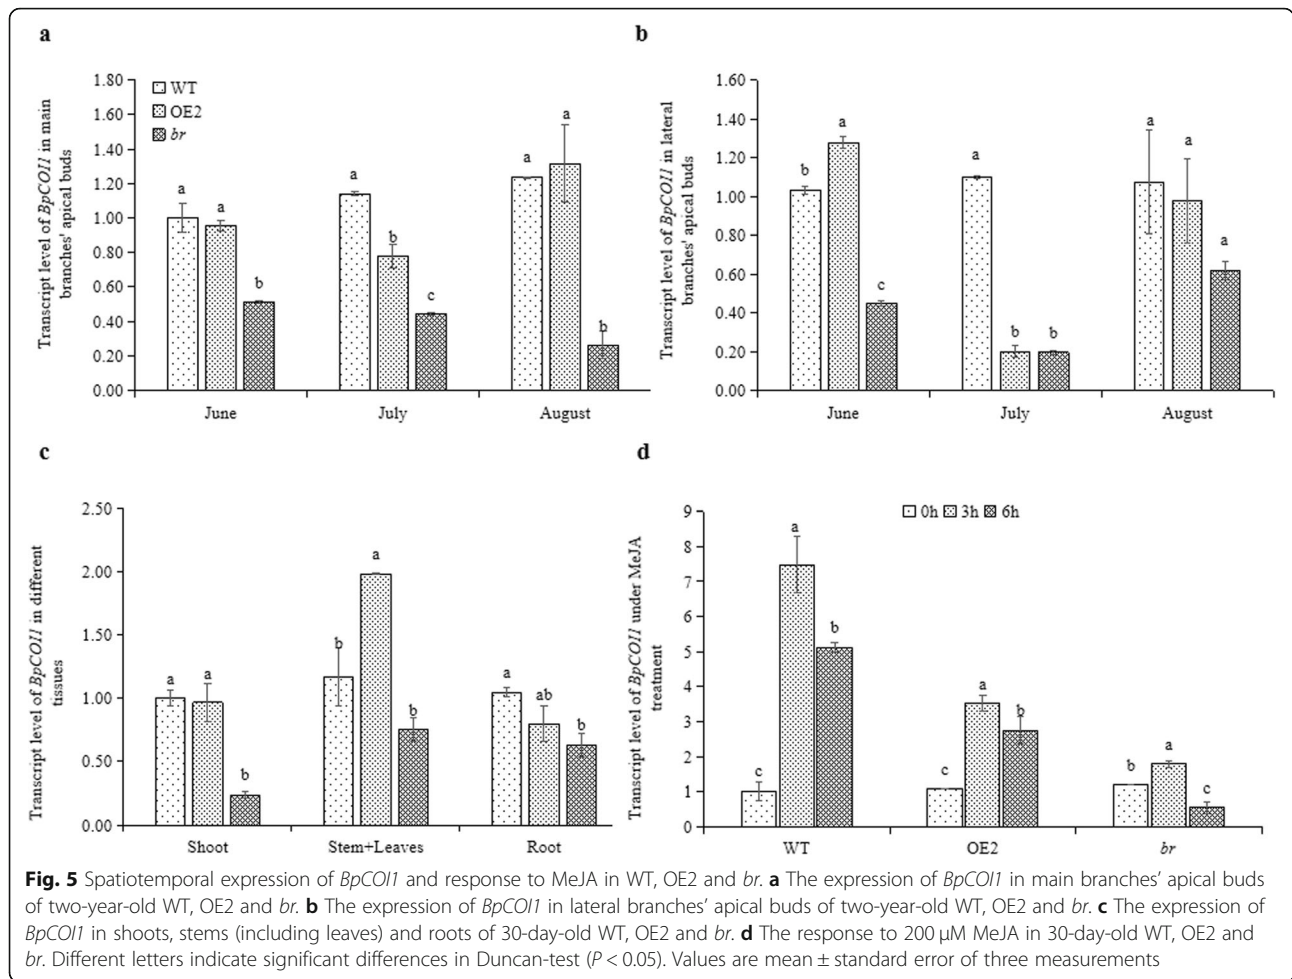 a
Transcript level of BpCOI1 in main
branches' apical buds
1.80
1.60
1.40
1.20
1.00
0.80
0.60
0.40
0.20
0.00
WT
OE2
br
a
a
b
a
b
c
a
a
b
June
July
August
b
Transcript level of BpCOI1 in lateral
branches' apical buds
1.60
1.40
1.20
1.00
0.80
0.60
0.40
0.20
0.00
b
a
c
a
b
b
a
a
a
June
July
August
c
Transcript level of BpCOI1 in different
tissues
2.50
2.00
1.50
1.00
0.50
0.00
a
a
b
b
a
b
a
ab
b
Shoot
Stem+Leaves
Root
d
Transcript level of BpCOI1 under MeJA
treatment
9
8
7
6
5
4
3
2
1
0
0h
3h
6h
c
a
b
c
a
b
b
a
c
WT
OE2
br
Fig. 5 Spatiotemporal expression of BpCOI1 and response to MeJA in WT, OE2 and br. a The expression of BpCOI1 in main branches' apical buds
of two-year-old WT, OE2 and br. b The expression of BpCOI1 in lateral branches' apical buds of two-year-old WT, OE2 and br. c The expression of
BpCOI1 in shoots, stems (including leaves) and roots of 30-day-old WT, OE2 and br. d The response to 200 μM MeJA in 30-day-old WT, OE2 and
br. Different letters indicate significant differences in Duncan-test (P < 0.05). Values are mean ± standard error of three measurements